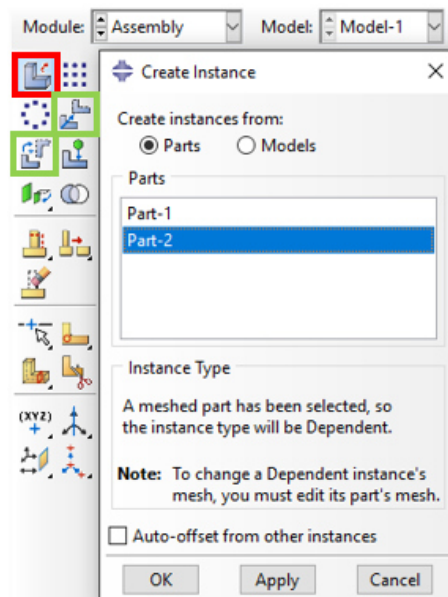 Module: Assembly Model: Model-1
Create Instance
Create instances from:
Parts Models
Parts
Part-1
Part-2
Instance Type
A meshed part has been selected, so
the instance type will be Dependent.
Note: To change a Dependent instance's
mesh, you must edit its part's mesh.
Auto-offset from other instances
OK Apply Cancel
(XYZ)